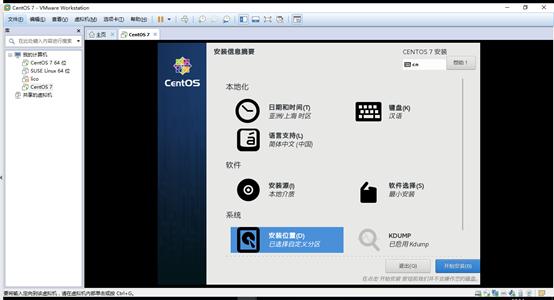 CentOS 7 - VMware Workstation
文件(F) 编辑(E) 查看(V) 虚拟机(M) 选项卡(T) 帮助(H)
库
在此处键入内容进行搜索
我的计算机
CentOS 7 64 位
SUSE Linux 64 位
lico
CentOS 7
共享的虚拟机
主页
CentOS 7
CentOS
安装信息摘要
CENTOS 7 安装
cn
帮助！
本地化
日期和时间(T)
亚洲/上海 时区
键盘(K)
汉语
语言支持(L)
简体中文 (中国)
软件
安装源(I)
本地介质
软件选择(S)
最小安装
系统
安装位置(D)
已选择自定义分区
KDUMP
已启用 Kdump
退出(Q)
开始安装(B)
在点击 开始安装 按钮前我们并不会操作您的磁盘。
要将输入定向到该虚拟机，请在虚拟机内部单击或按 Ctrl+G。